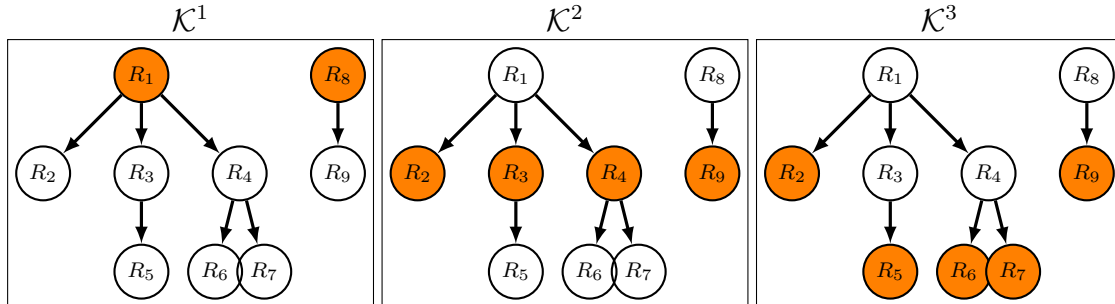 𝒦¹ 𝒦² 𝒦³
R₁ R₈ R₁ R₈ R₁ R₈
R₂ R₃ R₄ R₉ R₂ R₃ R₄ R₉ R₂ R₃ R₄ R₉
R₅ R₆ R₇ R₅ R₆ R₇ R₅ R₆ R₇